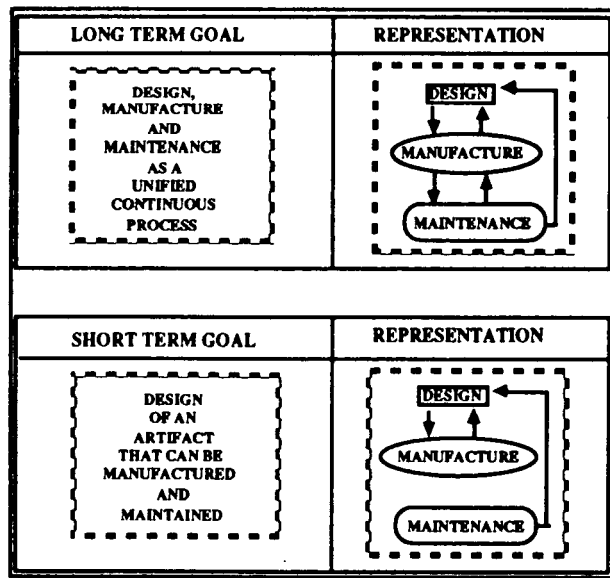 LONG TERM GOAL
REPRESENTATION
DESIGN,
MANUFACTURE
AND
MAINTENANCE
AS A
UNIFIED
CONTINUOUS
PROCESS
DESIGN
MANUFACTURE
MAINTENANCE
SHORT TERM GOAL
REPRESENTATION
DESIGN
OF AN
ARTIFACT
THAT CAN BE
MANUFACTURED
AND
MAINTAINED
DESIGN
MANUFACTURE
MAINTENANCE